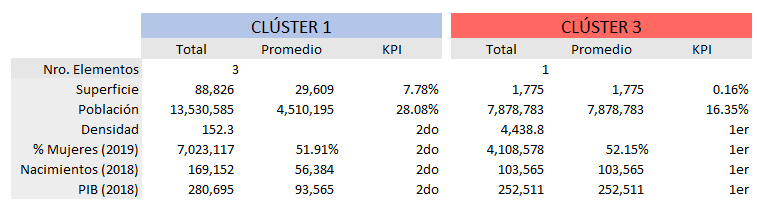 CLÚSTER 1 CLÚSTER 3
Total Promedio KPI Total Promedio KPI
Nro. Elementos 3 1
Superficie 88,826 29,609 7.78% 1,775 1,775 0.16%
Población 13,530,585 4,510,195 28.08% 7,878,783 7,878,783 16.35%
Densidad 152.3 2do 4,438.8 1er
% Mujeres (2019) 7,023,117 51.91% 2do 4,108,578 52.15% 1er
Nacimientos (2018) 169,152 56,384 2do 103,565 103,565 1er
PIB (2018) 280,695 93,565 2do 252,511 252,511 1er